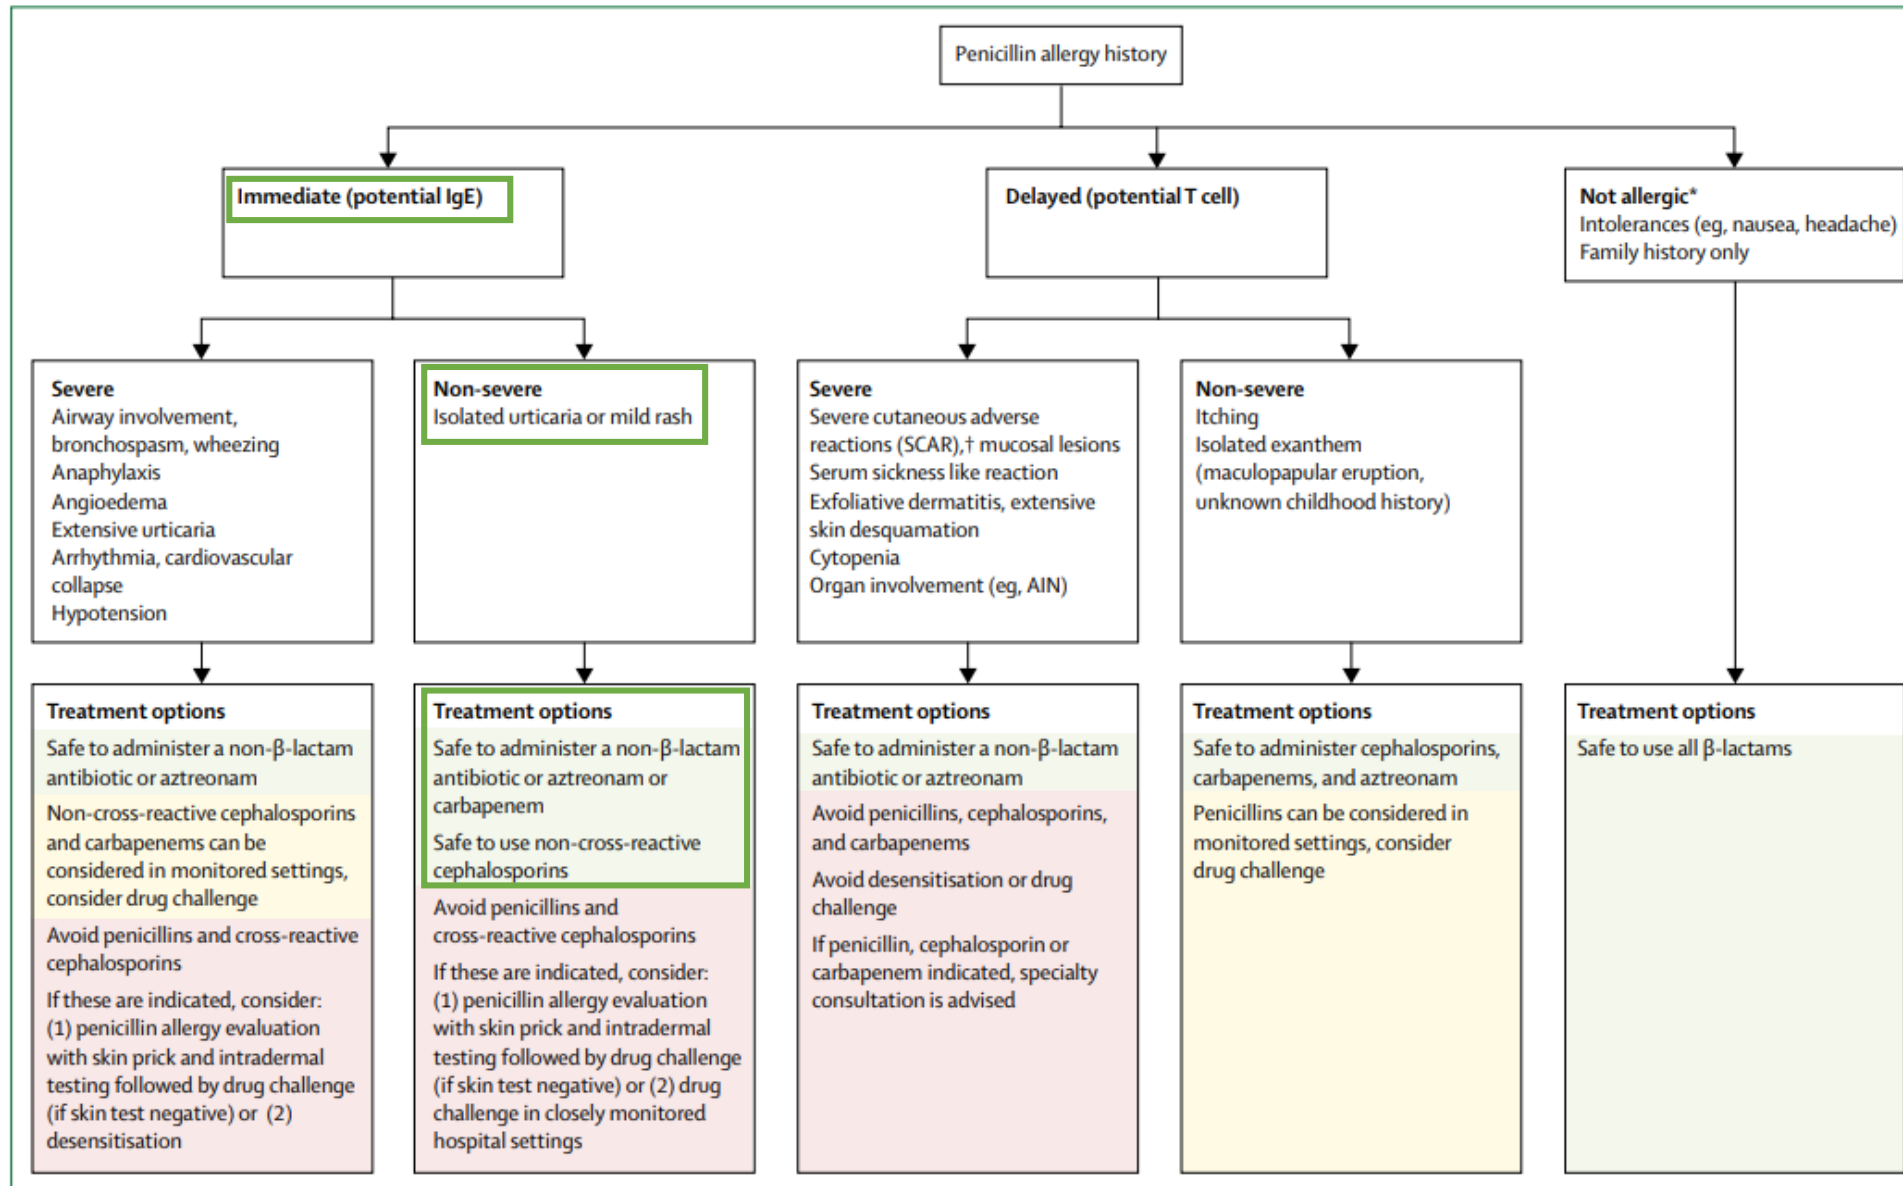 Penicillin allergy history
Immediate (potential IgE)
Delayed (potential T cell)
Not allergic*
Intolerances (eg, nausea, headache)
Family history only
Severe
Airway involvement,
bronchospasm, wheezing
Anaphylaxis
Angioedema
Extensive urticaria
Arrhythmia, cardiovascular
collapse
Hypotension
Non-severe
Isolated urticaria or mild rash
Severe
Severe cutaneous adverse
reactions (SCAR),† mucosal lesions
Serum sickness like reaction
Exfoliative dermatitis, extensive
skin desquamation
Cytopenia
Organ involvement (eg, AIN)
Non-severe
Itching
Isolated exanthem
(maculopapular eruption,
unknown childhood history)
Treatment options
Safe to administer a non-β-lactam
antibiotic or aztreonam
Non-cross-reactive cephalosporins
and carbapenems can be
considered in monitored settings,
consider drug challenge
Avoid penicillins and cross-reactive
cephalosporins
If these are indicated, consider:
(1) penicillin allergy evaluation
with skin prick and intradermal
testing followed by drug challenge
(if skin test negative) or (2)
desensitisation
Treatment options
Safe to administer a non-β-lactam
antibiotic or aztreonam or
carbapenem
Safe to use non-cross-reactive
cephalosporins
Avoid penicillins and
cross-reactive cephalosporins
If these are indicated, consider:
(1) penicillin allergy evaluation
with skin prick and intradermal
testing followed by drug challenge
(if skin test negative) or (2) drug
challenge in closely monitored
hospital settings
Treatment options
Safe to administer a non-β-lactam
antibiotic or aztreonam
Avoid penicillins, cephalosporins,
and carbapenems
Avoid desensitisation or drug
challenge
If penicillin, cephalosporin or
carbapenem indicated, specialty
consultation is advised
Treatment options
Safe to administer cephalosporins,
carbapenems, and aztreonam
Penicillins can be considered in
monitored settings, consider
drug challenge
Treatment options
Safe to use all β-lactams